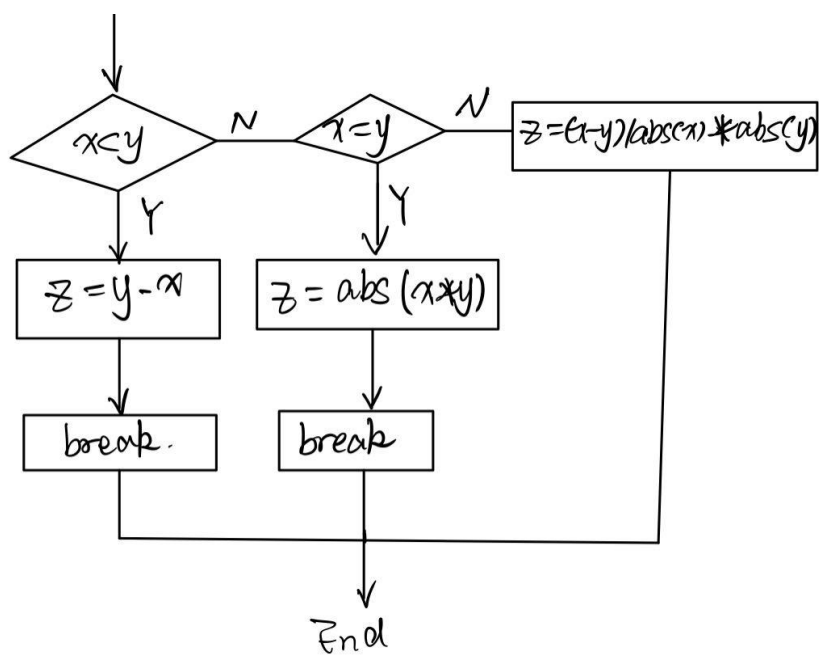 x<y
N
x=y
N
z=(x-y)/abs(x)*abs(y)
Y
Y
z=y-x
z=abs(x*y)
break.
break
End